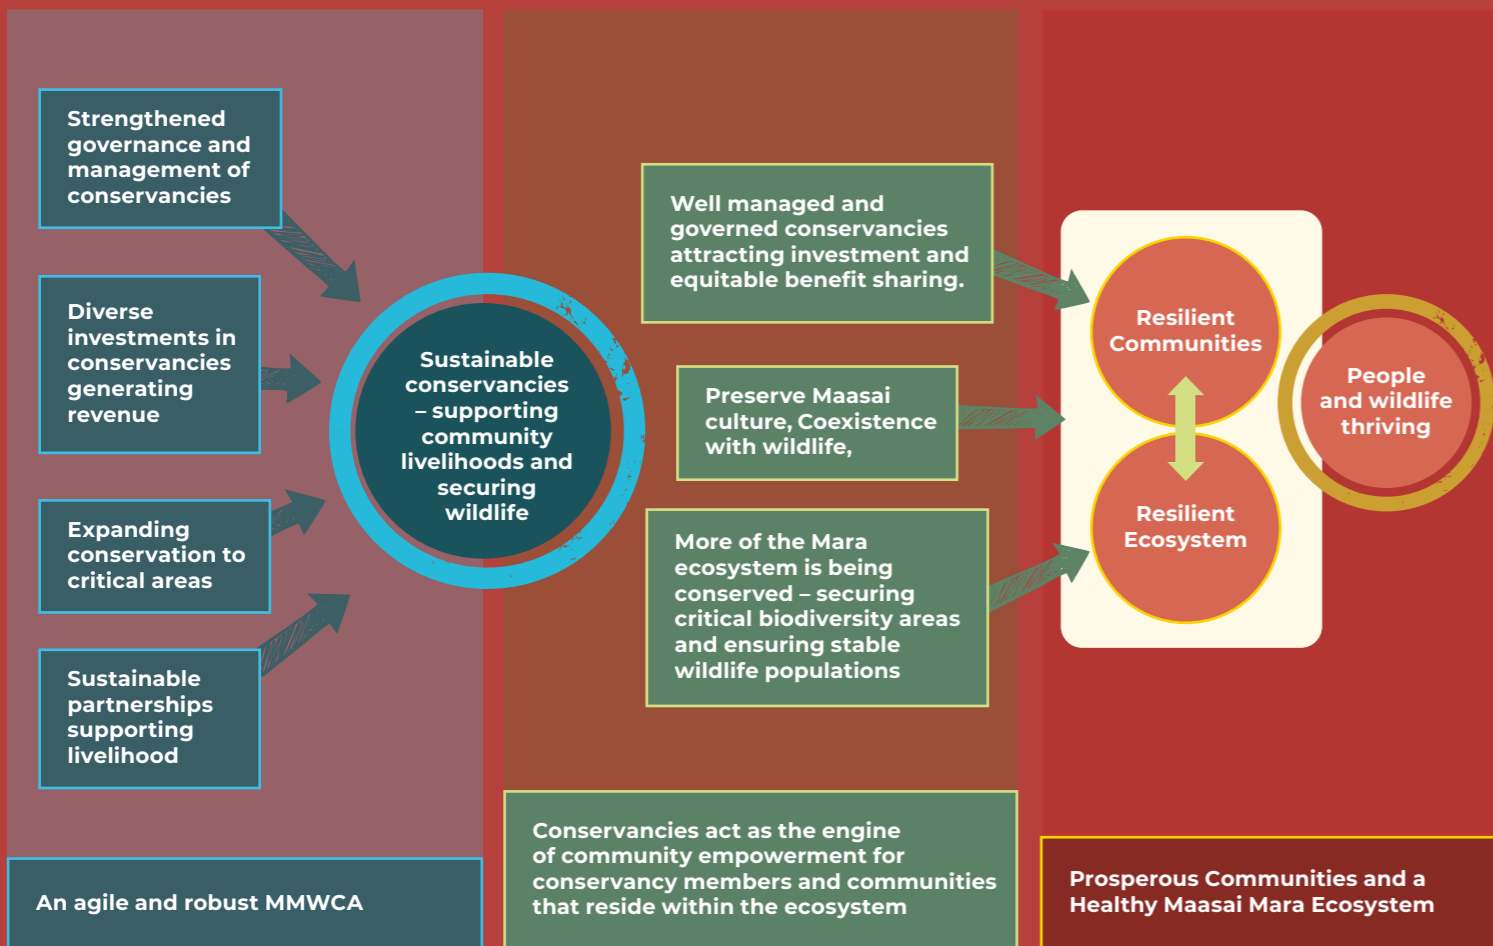 Strengthened
governance and
management of
conservancies
Diverse
investments in
conservancies
generating
revenue
Expanding
conservation to
critical areas
Sustainable
partnerships
supporting
livelihood
An agile and robust MMWCA
Sustainable
conservancies
– supporting
community
livelihoods and
securing
wildlife
Well managed and
governed conservancies
attracting investment and
equitable benefit sharing.
Preserve Maasai
culture, Coexistence
with wildlife,
More of the Mara
ecosystem is being
conserved – securing
critical biodiversity areas
and ensuring stable
wildlife populations
Conservancies act as the engine
of community empowerment for
conservancy members and communities
that reside within the ecosystem
Resilient
Communities
Resilient
Ecosystem
People
and wildlife
thriving
Prosperous Communities and a
Healthy Maasai Mara Ecosystem